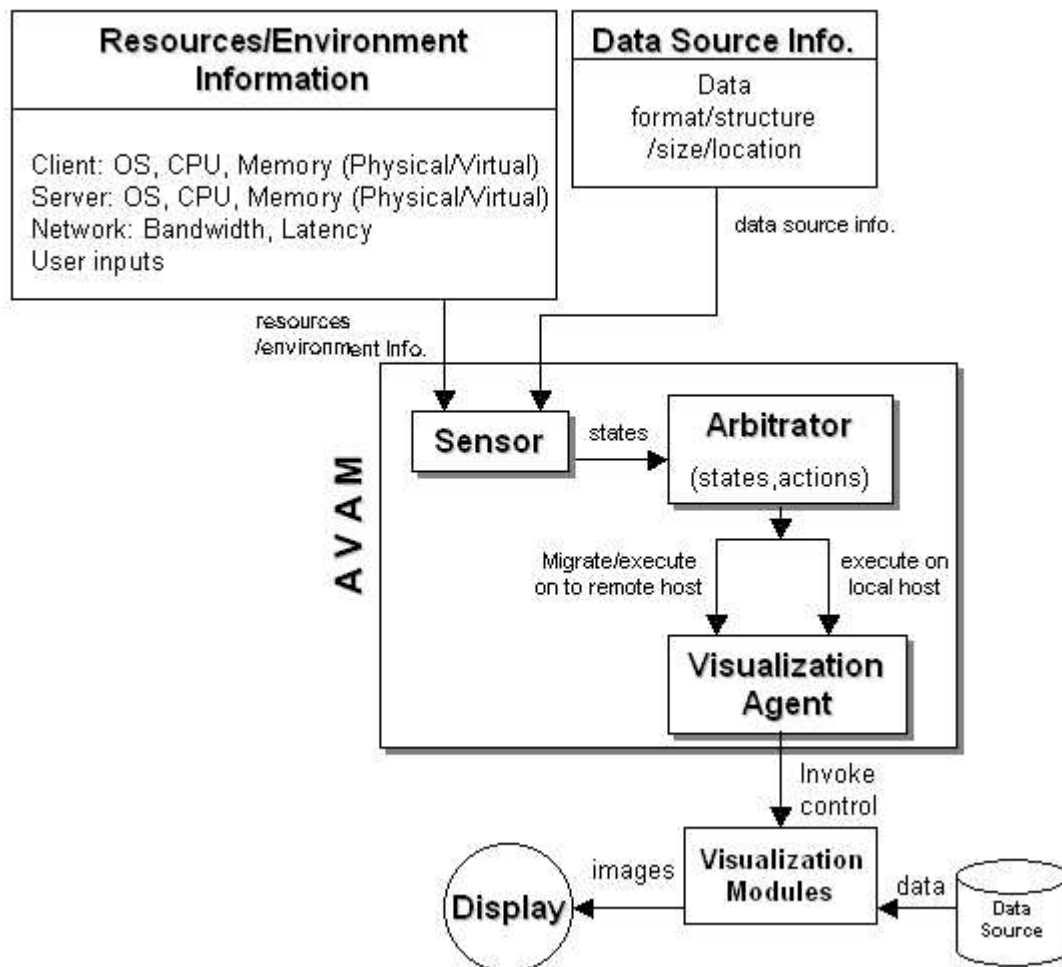 Resources/Environment
Information
Client: OS, CPU, Memory (Physical/Virtual)
Server: OS, CPU, Memory (Physical/Virtual)
Network: Bandwidth, Latency
User inputs
Data Source Info.
Data
format/structure
/size/location
data source info.
resources
/environment Info.
AVAM
Sensor
states
Arbitrator
(states,actions)
Migrate/execute
on to remote host
execute on
local host
Visualization
Agent
Invoke
control
Visualization
Modules
images
Display
data
Data
Source